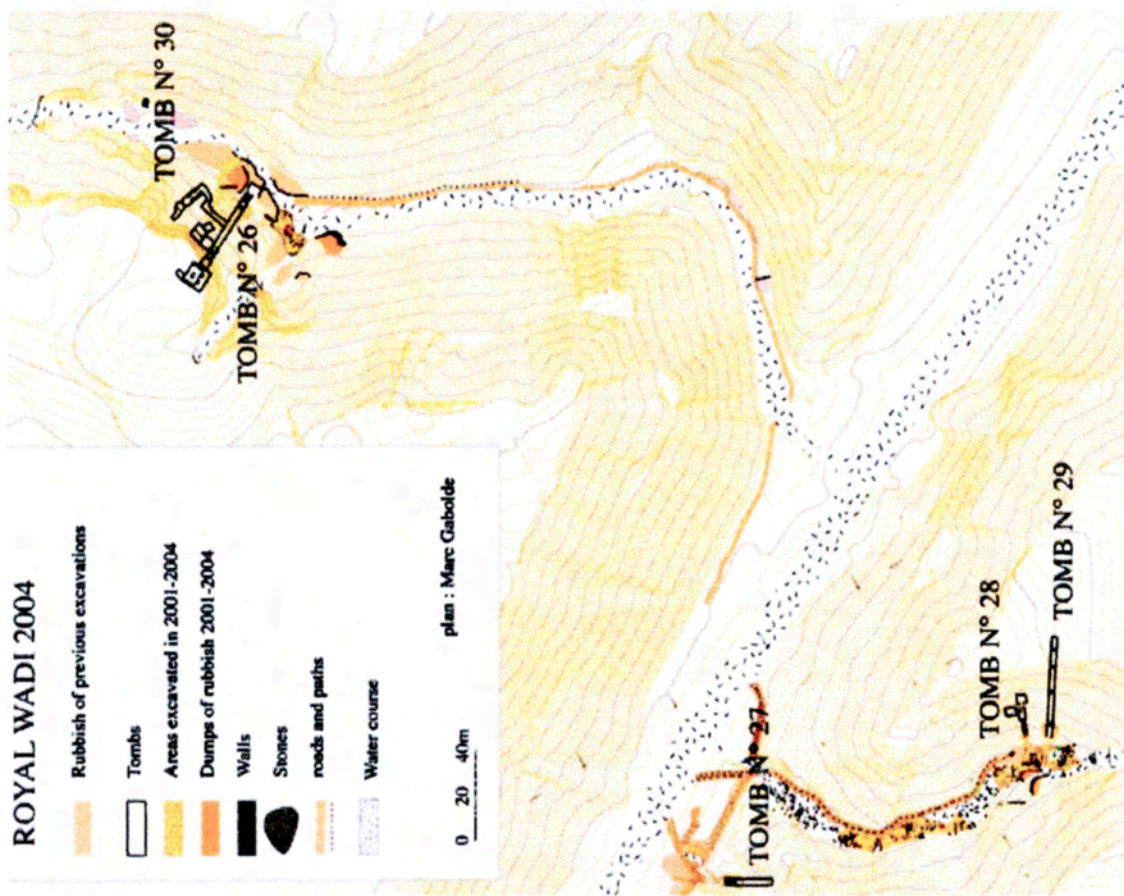 ROYAL WADI 2004
Rubbish of previous excavations
Tombs
Areas excavated in 2001-2004
Dumps of rubbish 2001-2004
Walls
Stones
roads and paths
Water course
0 20 40m
plan : Marc Gabolde
TOMB N° 30
TOMB N° 26
TOMB N° 27
TOMB N° 28
TOMB N° 29